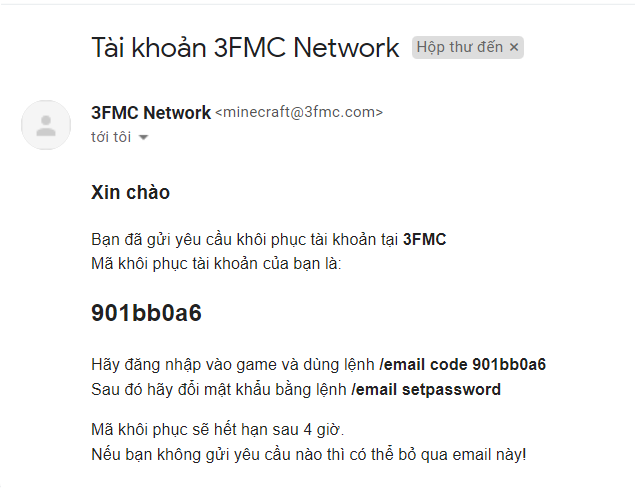 Tài khoản 3FMC Network Hộp thư đến ×
3FMC Network <minecraft@3fmc.com>
tới tôi
Xin chào
Bạn đã gửi yêu cầu khôi phục tài khoản tại 3FMC
Mã khôi phục tài khoản của bạn là:
901bb0a6
Hãy đăng nhập vào game và dùng lệnh /email code 901bb0a6
Sau đó hãy đổi mật khẩu bằng lệnh /email setpassword
Mã khôi phục sẽ hết hạn sau 4 giờ.
Nếu bạn không gửi yêu cầu nào thì có thể bỏ qua email này!